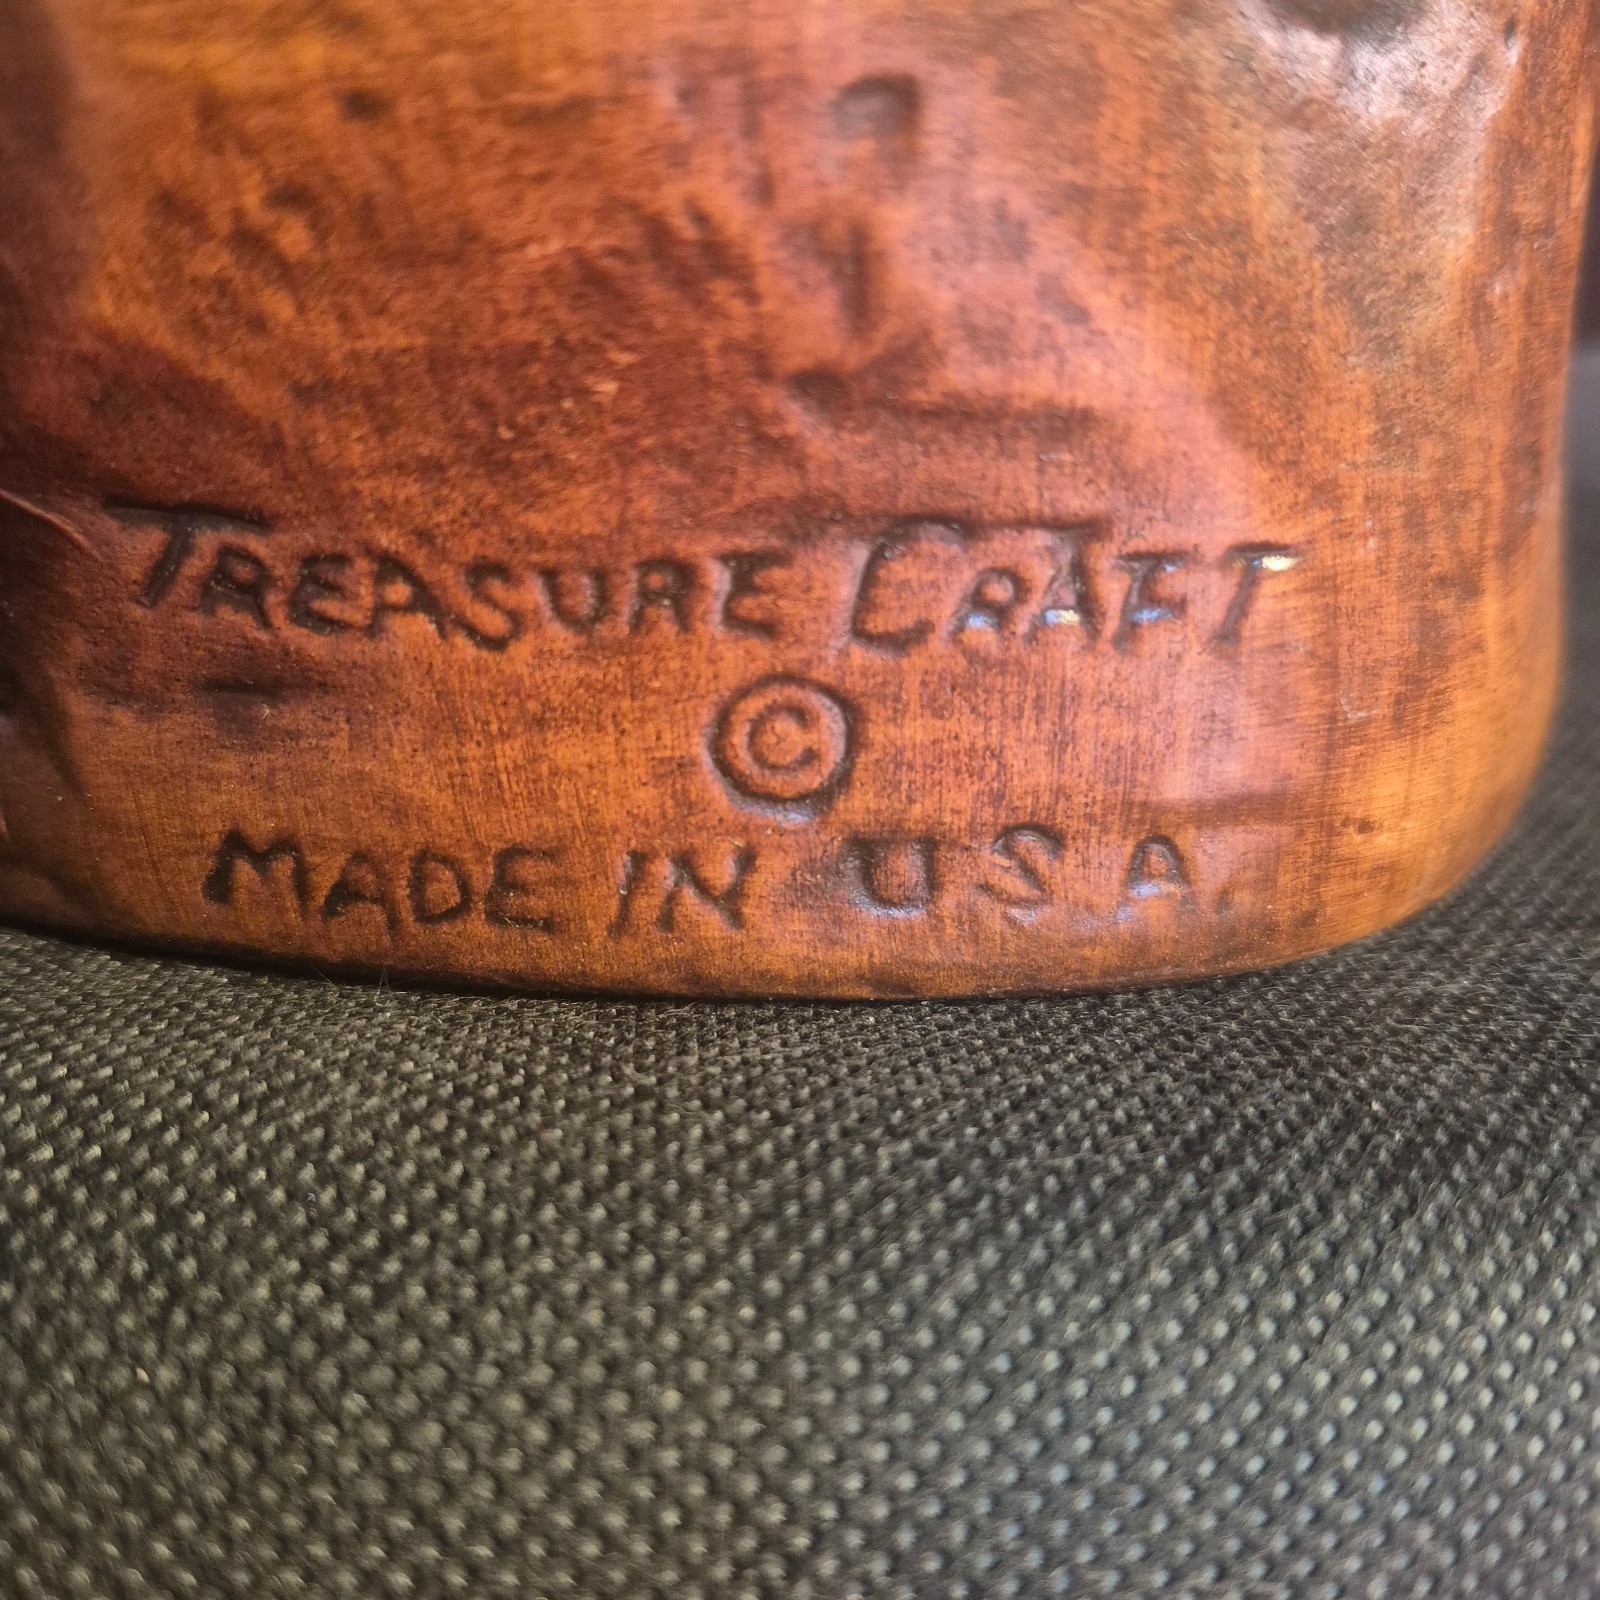 TREASURE CRAFT
©
MADE IN U S A.